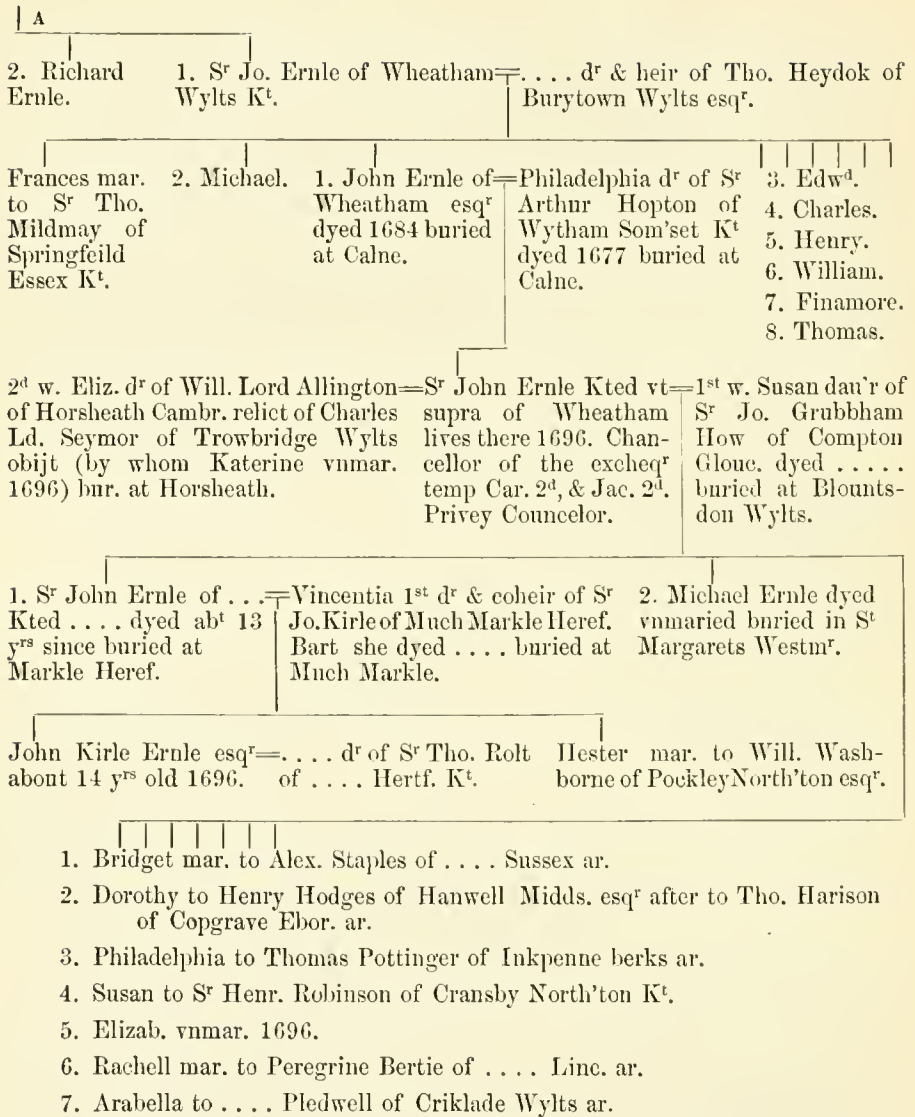 A
2. Richard
Ernle.
1. Sr Jo. Ernle of Wheatham
Wylts Kt.
. . . . dr & heir of Tho. Heydok of
Burytown Wylts esqr.
Frances mar.
to Sr Tho.
Mildmay of
Springfeild
Essex Kt.
2. Michael.
1. John Ernle of
Wheatham esqr
dyed 1684 buried
at Calne.
Philadelphia dr of Sr
Arthur Hopton of
Wytham Som'set Kt
dyed 1677 buried at
Calne.
3. Edwd.
4. Charles.
5. Henry.
6. William.
7. Finamore.
8. Thomas.
2d w. Eliz. dr of Will. Lord Allington
of Horsheath Cambr. relict of Charles
Ld. Seymor of Trowbridge Wylts
obijt (by whom Katerine vnmar.
1696) bur. at Horsheath.
Sr John Ernle Kted vt
supra of Wheatham
lives there 1696. Chan-
cellor of the excheqr
temp Car. 2d, & Jac. 2d.
Privey Councelor.
1st w. Susan dau'r of
Sr Jo. Grubbham
How of Compton
Glouc. dyed . . . . .
buried at Blounts-
don Wylts.
1. Sr John Ernle of . . .
Kted . . . . dyed abt 13
yrs since buried at
Markle Heref.
Vincentia 1st dr & coheir of Sr
Jo. Kirle of Much Markle Heref.
Bart she dyed . . . . buried at
Much Markle.
2. Michael Ernle dyed
vnmaried buried in St
Margarets Westmr.
John Kirle Ernle esqr
about 14 yrs old 1696.
. . . . dr of Sr Tho. Rolt
of . . . . Hertf. Kt.
Hester mar. to Will. Wash-
borne of Pockley North'ton esqr.
1. Bridget mar. to Alex. Staples of . . . . Sussex ar.
2. Dorothy to Henry Hodges of Hanwell Midds. esqr after to Tho. Harison
of Copgrave Ebor. ar.
3. Philadelphia to Thomas Pottinger of Inkpenne berks ar.
4. Susan to Sr Henr. Robinson of Cransby North'ton Kt.
5. Elizab. vnmar. 1696.
6. Rachell mar. to Peregrine Bertie of . . . . Linc. ar.
7. Arabella to . . . . Pledwell of Criklade Wylts ar.